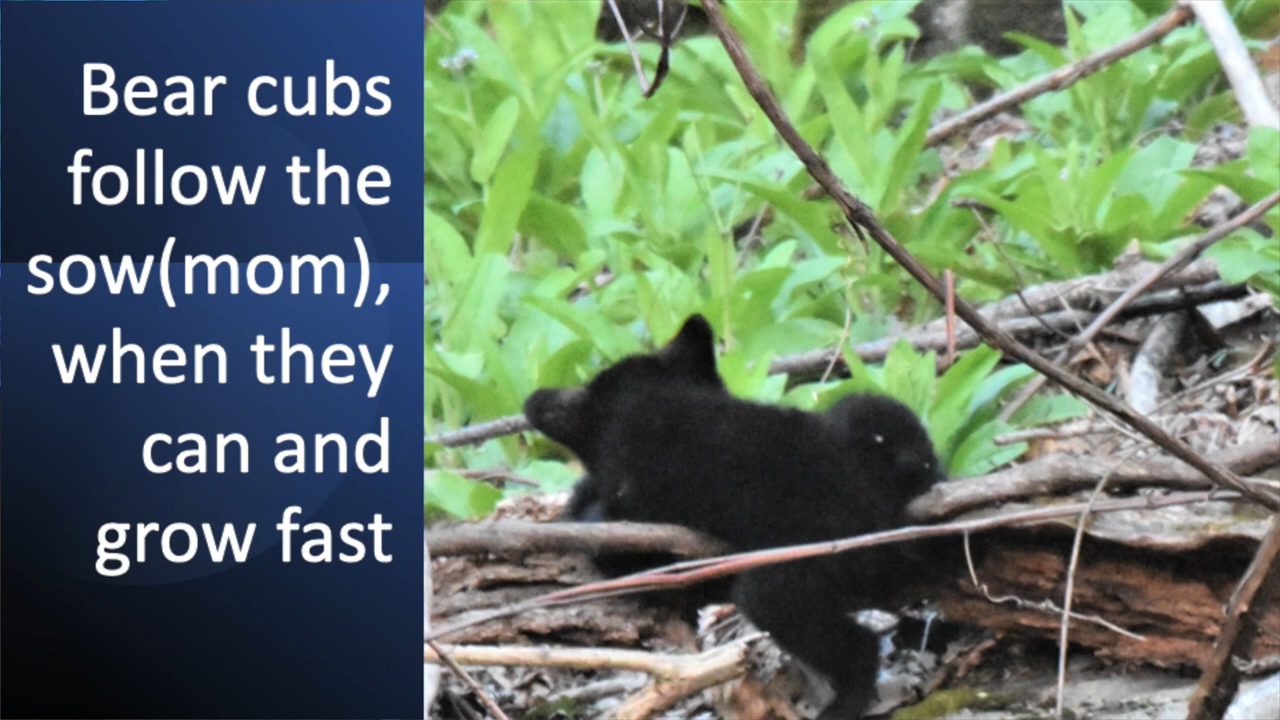 Bear cubs
follow the
sow(mom),
when they
can and
grow fast